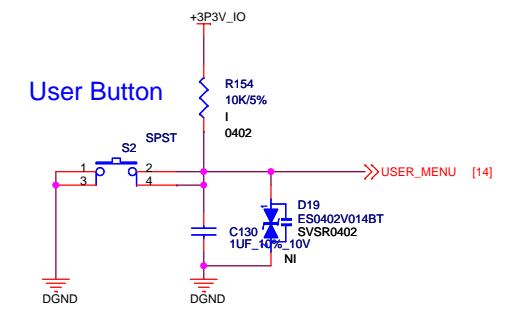 +3P3V_IO
User Button
R154
10K/5%
I
0402
SPST
S2
1
2
3
4
USER_MENU [14]
D19
ES0402V014BT
SVSR0402
C130
1UF_10%_10V
NI
DGND
DGND